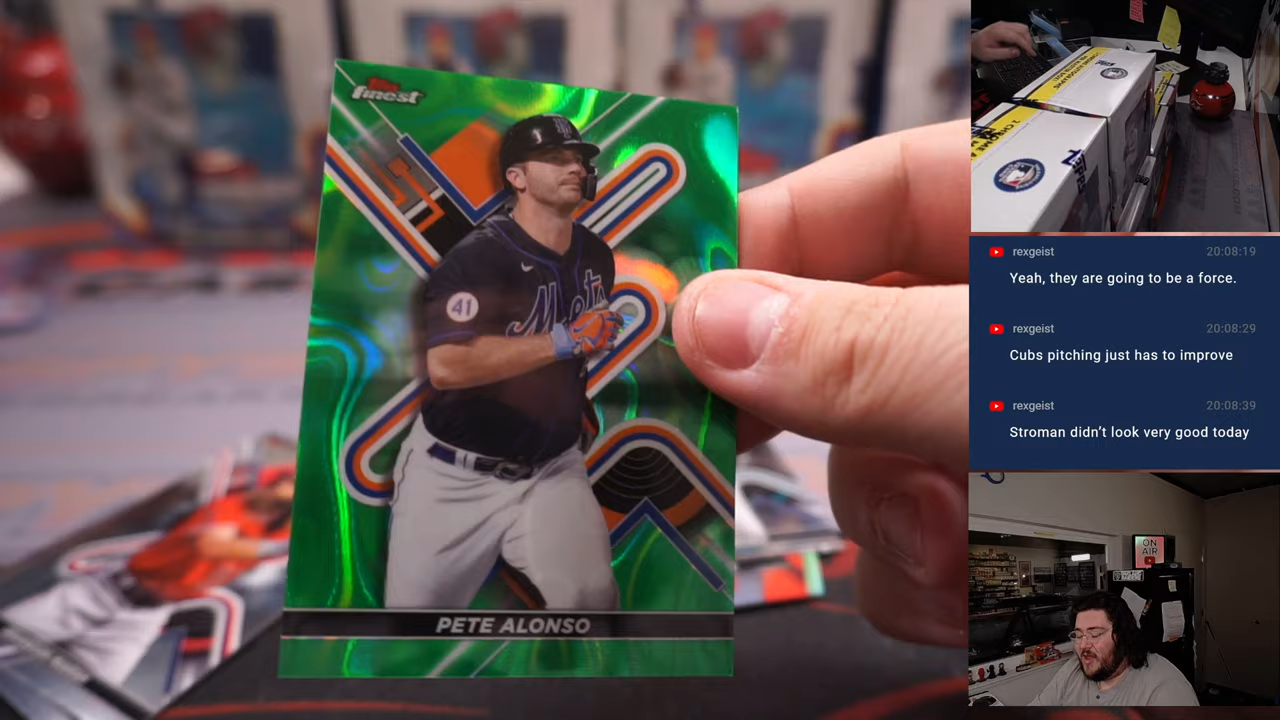 finest
Mets
41
PETE ALONSO
rexgeist 20:08:19
Yeah, they are going to be a force.
rexgeist 20:08:29
Cubs pitching just has to improve
rexgeist 20:08:39
Stroman didn't look very good today
ON
AIR